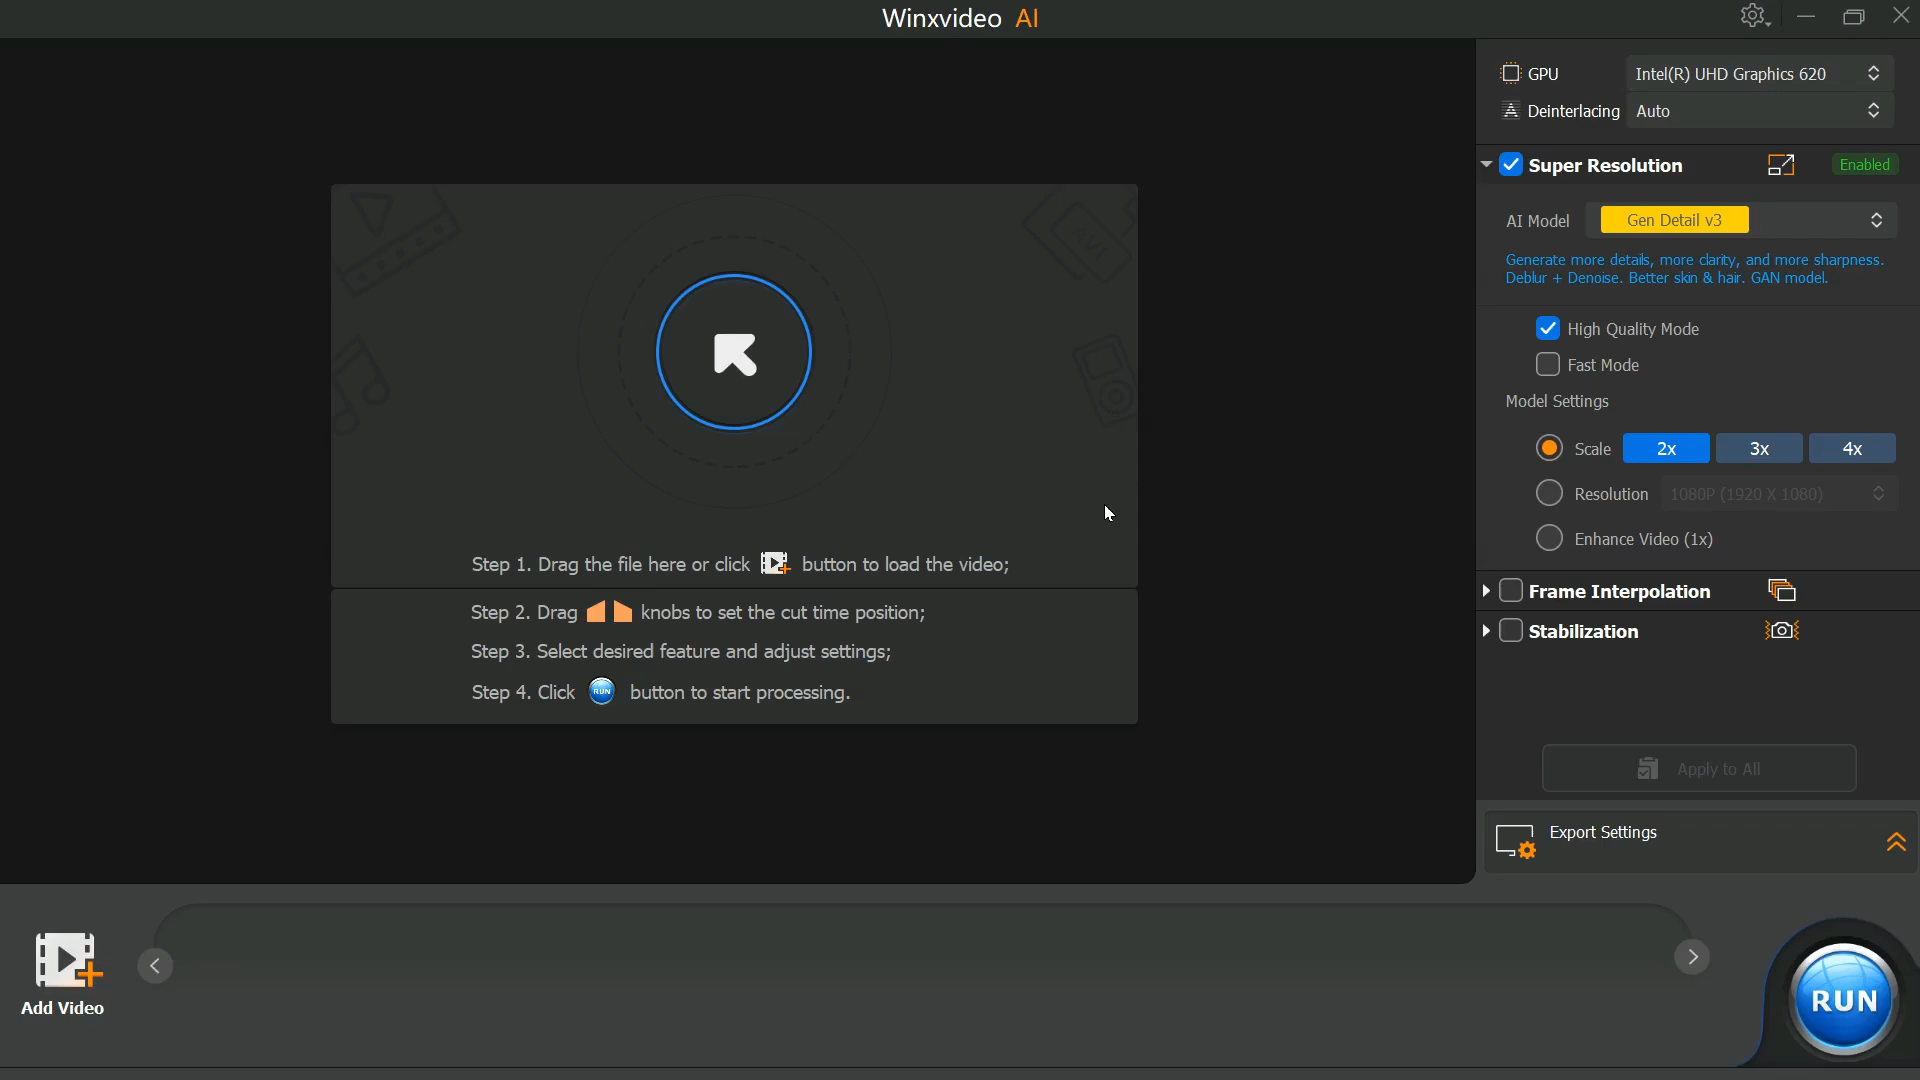 Winxvideo AI
GPU
Intel(R) UHD Graphics 620
Deinterlacing
Auto
Super Resolution
Enabled
AI Model
Gen Detail v3
Generate more details, more clarity, and more sharpness.
Deblur + Denoise. Better skin & hair. GAN model.
High Quality Mode
Fast Mode
Model Settings
Scale
2x
3x
4x
Resolution
1080P (1920 X 1080)
Enhance Video (1x)
Frame Interpolation
Stabilization
Apply to All
Export Settings
AVI
Step 1. Drag the file here or click button to load the video;
Step 2. Drag knobs to set the cut time position;
Step 3. Select desired feature and adjust settings;
Step 4. Click RUN button to start processing.
Add Video
RUN